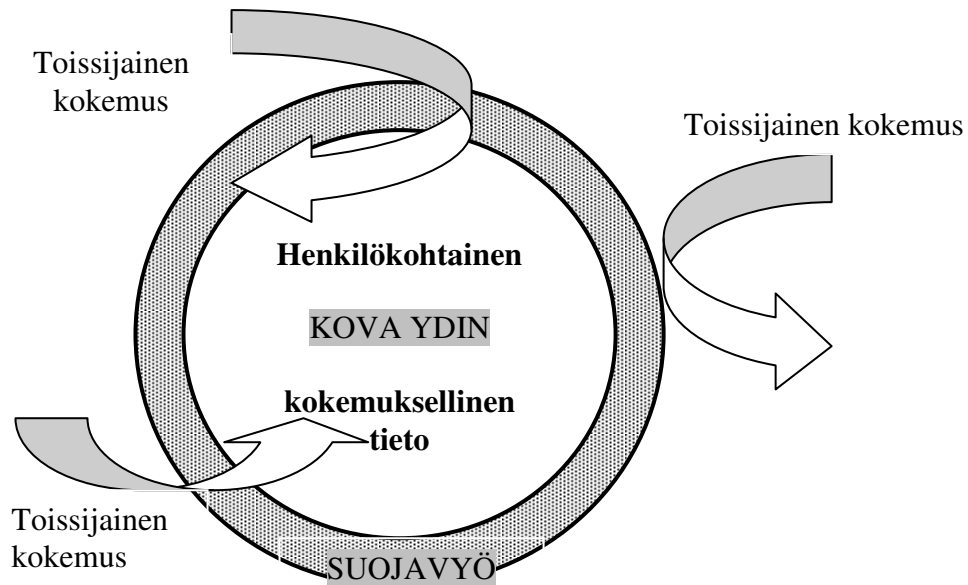 Toissijainen
kokemus
Toissijainen kokemus
Henkilökohtainen
KOVA YDIN
kokemuksellinen
tieto
Toissijainen
kokemus
SUOJAVYÖ